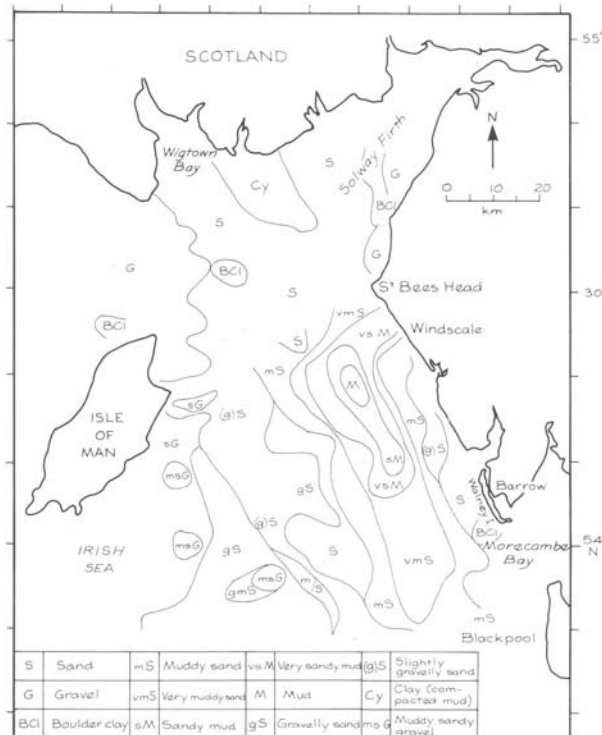 SCOTLAND
55°
Wigtown
Bay
Cy
S
Solway Firth
G
BCl
N
0 10 20
km
S
G
BCl
G
S
St Bees Head
30
BCl
vmS
vsM
Windscale
S
mS
M
ISLE
OF
MAN
sG
(g)S
sG
mS
(g)S
msG
sM
vsM
gS
S
Barrow
Walney I.
(g)S
BCl
IRISH
SEA
msG
gS
S
vmS
Morecambe
Bay
54
N
msG
gmS
mS
mS
mS
Blackpool
S Sand mS Muddy sand vsM Very sandy mud (g)S Slightly
gravelly sand
G Gravel vmS Very muddy sand M Mud Cy Clay (com-
pacted mud)
BCl Boulder clay sM Sandy mud gS Gravelly sand msG Muddy sandy
gravel